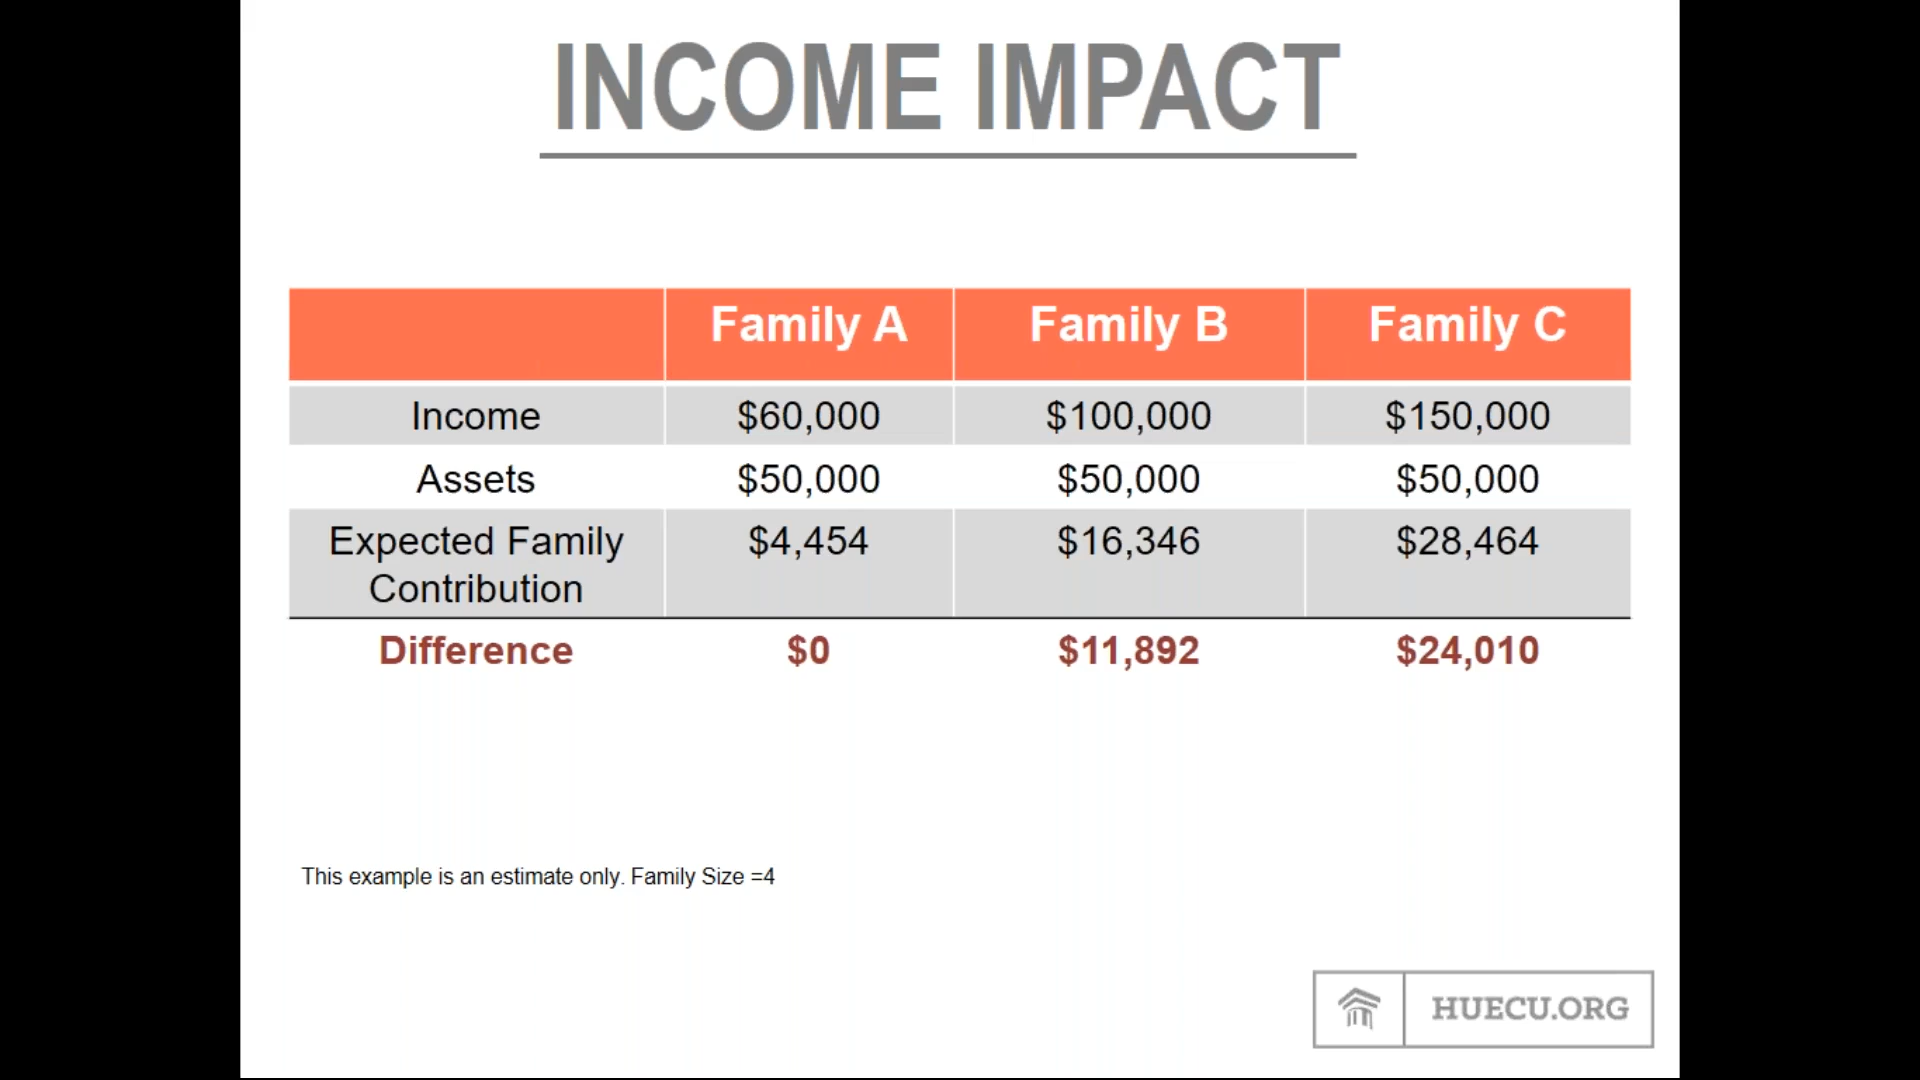 INCOME IMPACT
Family A Family B Family C
Income $60,000 $100,000 $150,000
Assets $50,000 $50,000 $50,000
Expected Family Contribution $4,454 $16,346 $28,464
Difference $0 $11,892 $24,010
This example is an estimate only. Family Size =4
HUECU.ORG